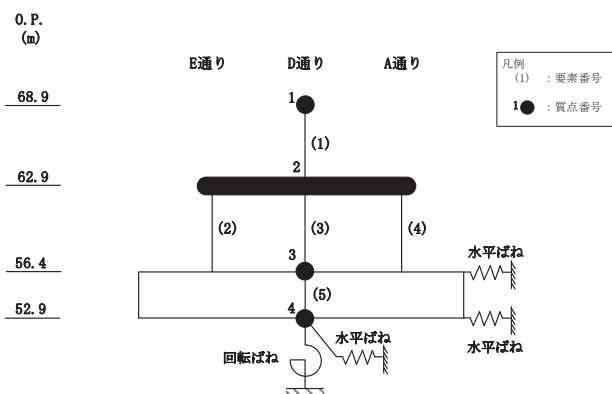 O.P.
(m)
E通り D通り A通り
凡例
(1) ：要素番号
1 ：質点番号
68.9
1
(1)
2
62.9
(2) (3) (4)
水平ばね
3
56.4
(5)
4
52.9
水平ばね
水平ばね
回転ばね